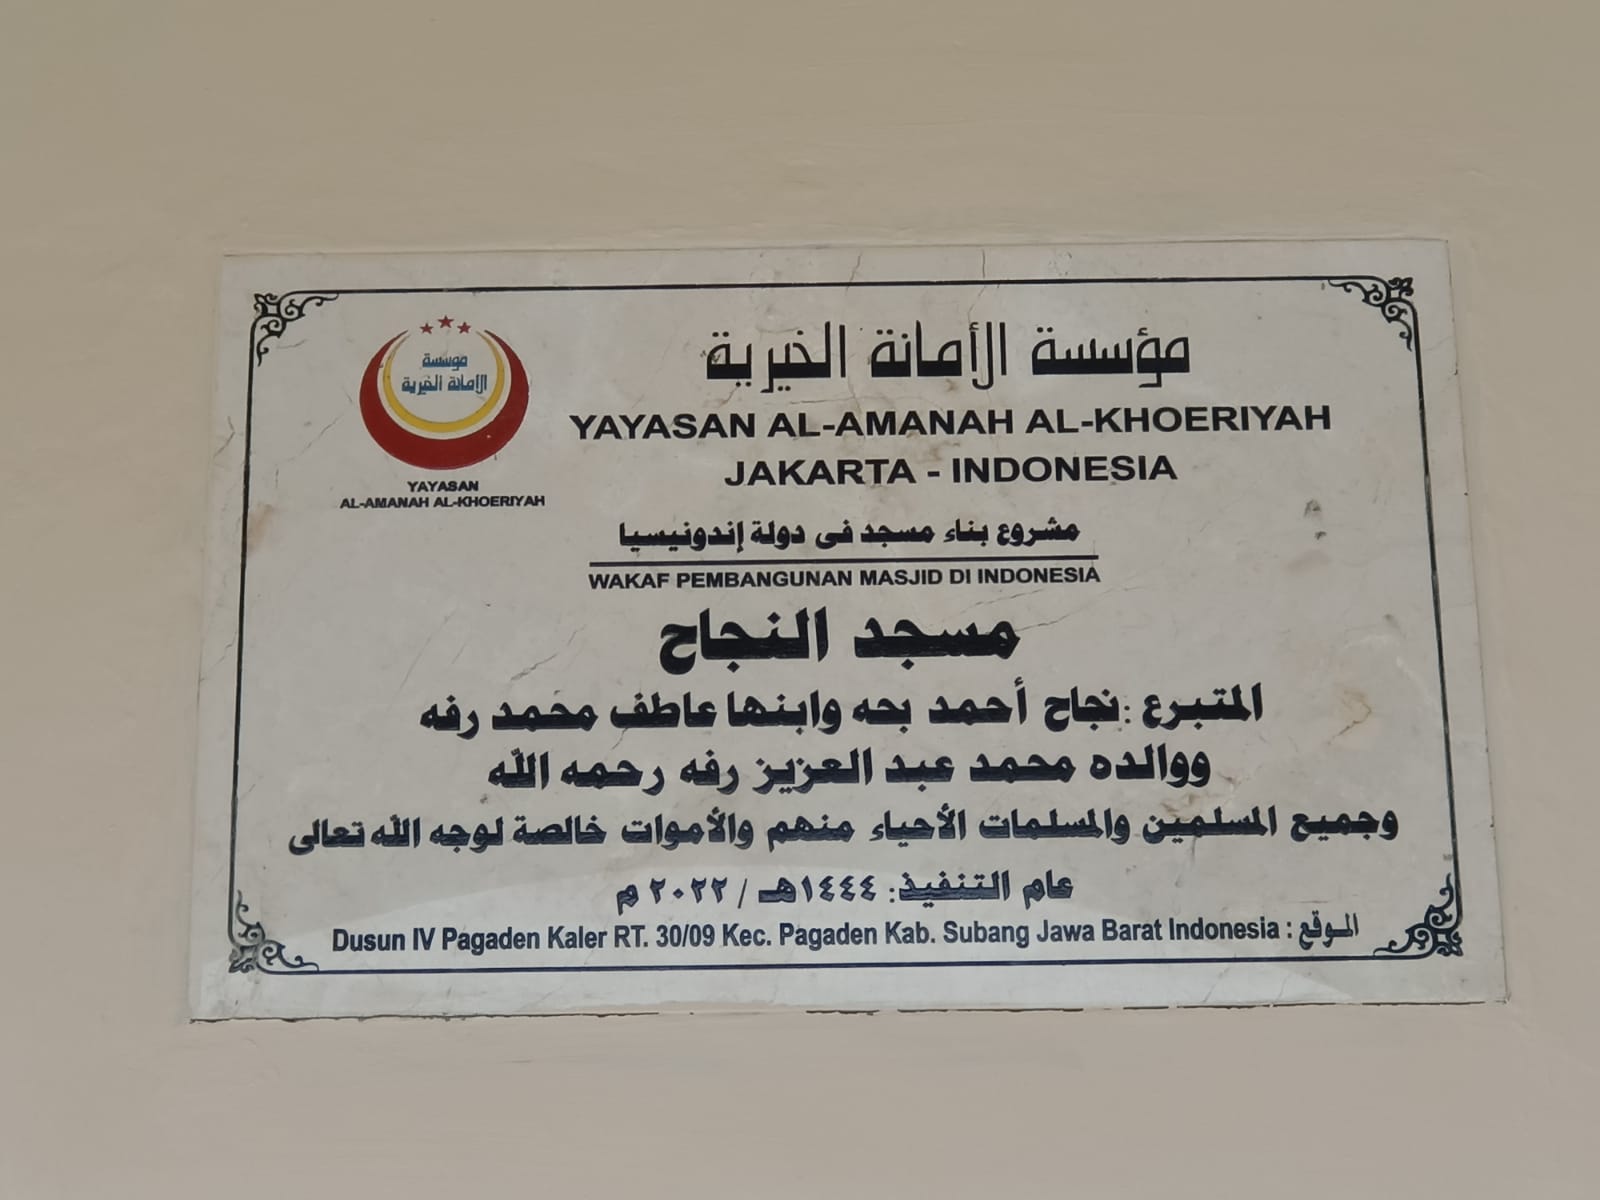 مؤسسة
الأمانة الخيرية
YAYASAN
AL-AMANAH AL-KHOERIYAH
مؤسسة الأمانة الخيرية
YAYASAN AL-AMANAH AL-KHOERIYAH
JAKARTA - INDONESIA
مشروع بناء مسجد فى دولة إندونيسيا
WAKAF PEMBANGUNAN MASJID DI INDONESIA
مسجد النجاح
المتبرع : نجاح أحمد بحه وابنها عاطف محمد رفه
ووالده محمد عبد العزيز رفه رحمه الله
وجميع المسلمين والمسلمات الأحياء منهم والأموات خالصة لوجه الله تعالى
عام التنفيذ: ١٤٤٤هـ / ٢٠٢٢ م
الموقع : Dusun IV Pagaden Kaler RT. 30/09 Kec. Pagaden Kab. Subang Jawa Barat Indonesia